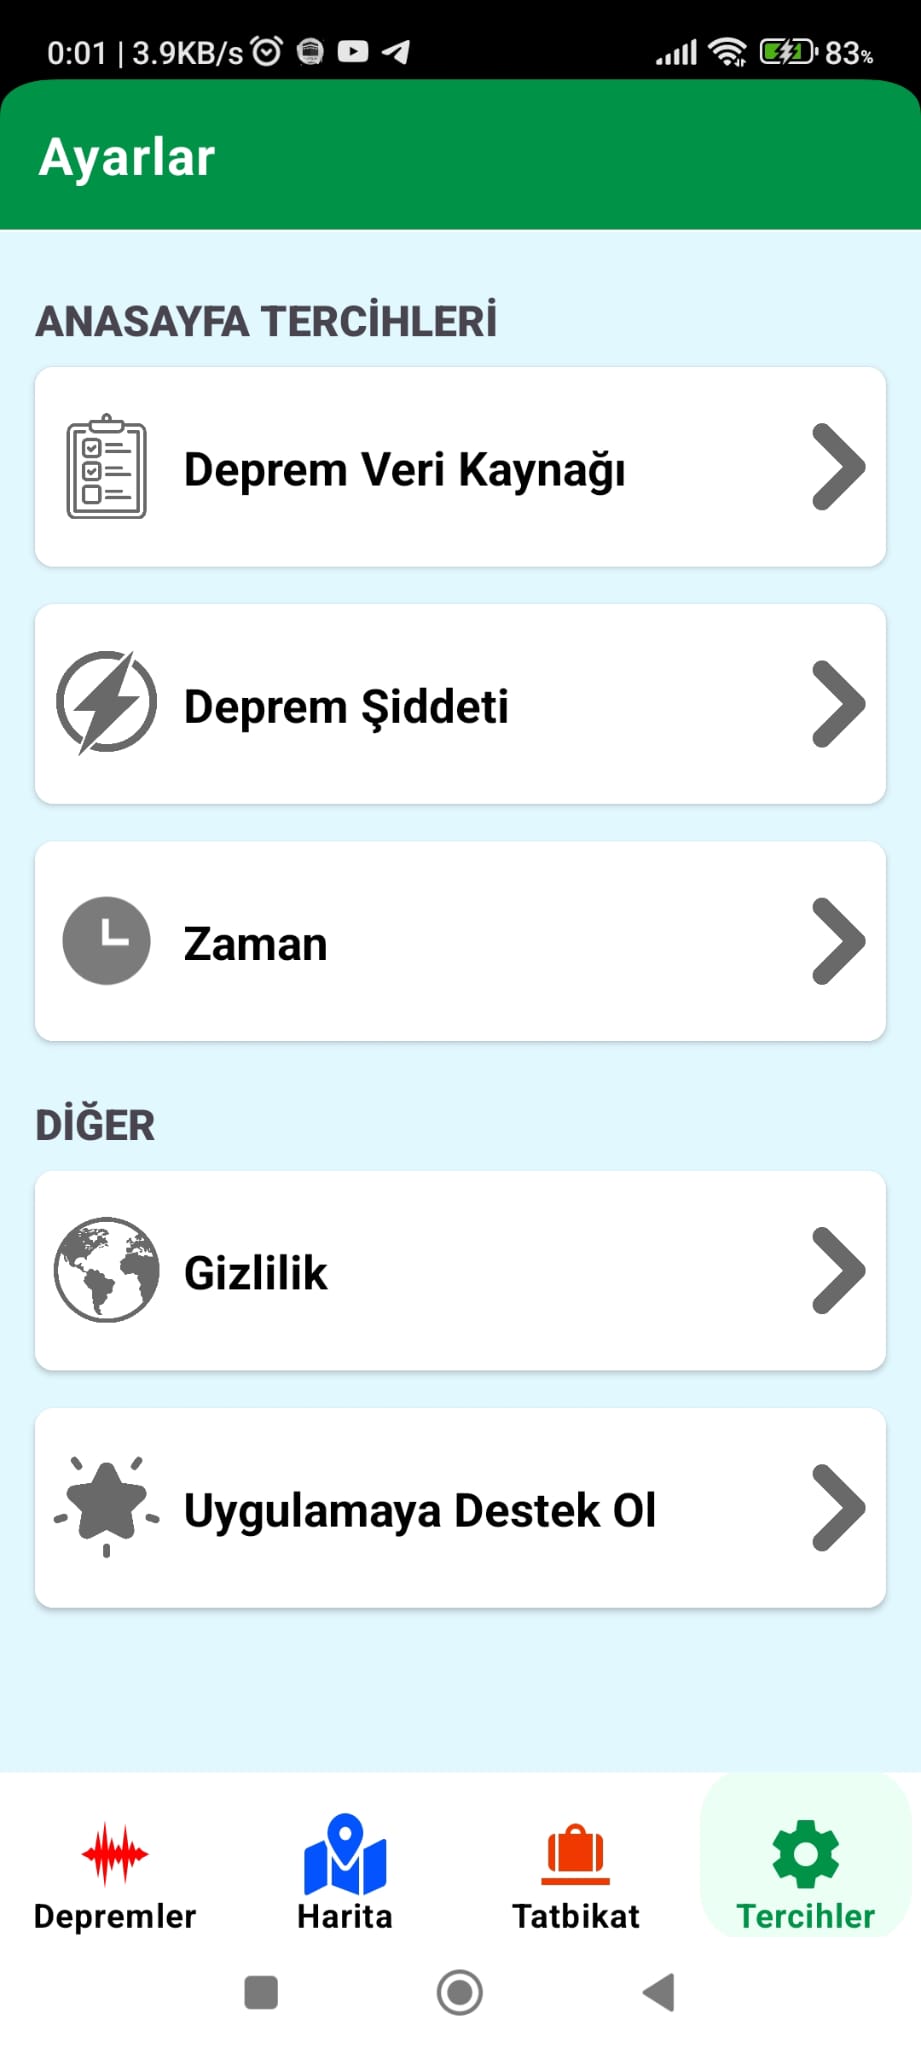 0:01 | 3.9KB/s 83%
Ayarlar
ANASAYFA TERCİHLERİ
Deprem Veri Kaynağı
Deprem Şiddeti
Zaman
DİĞER
Gizlilik
Uygulamaya Destek Ol
Depremler Harita Tatbikat Tercihler